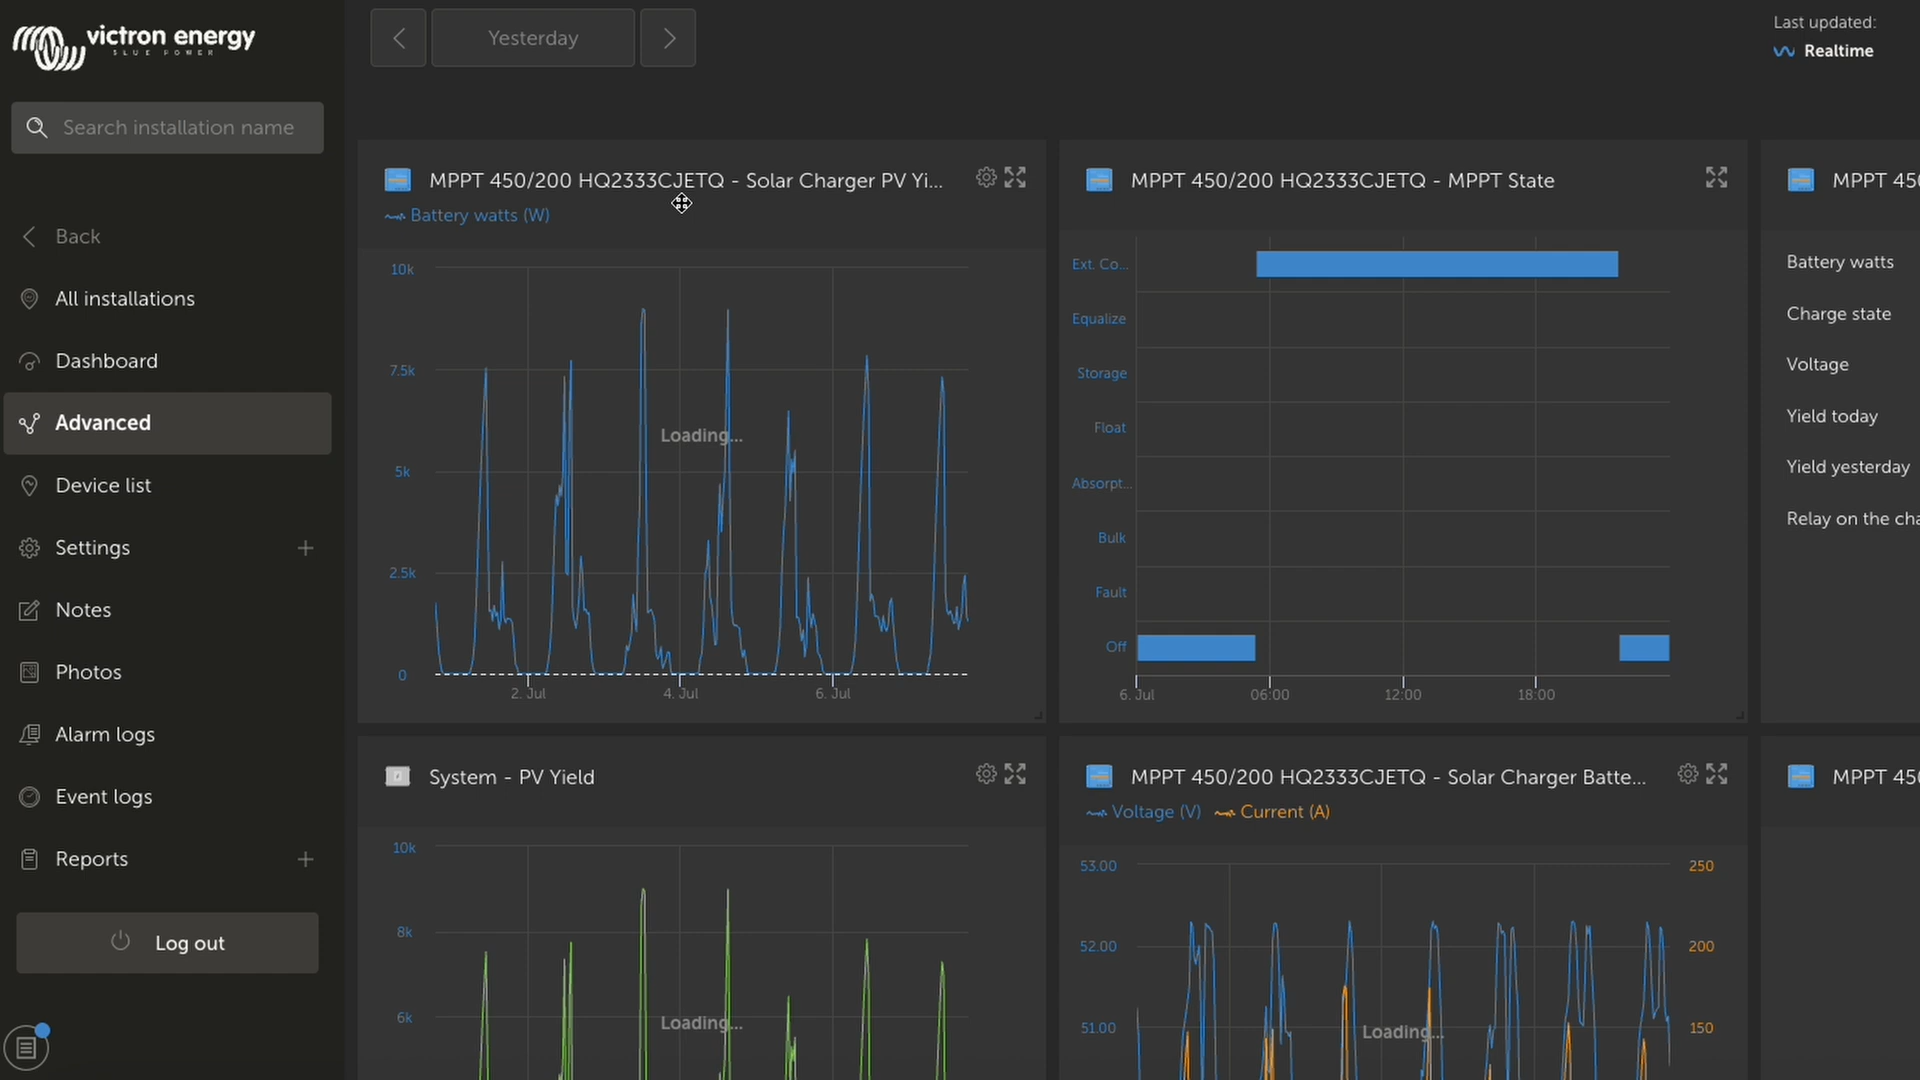 victron energy
BLUE POWER
Search installation name
Back
All installations
Dashboard
Advanced
Device list
Settings
Notes
Photos
Alarm logs
Event logs
Reports
Log out
Yesterday
Last updated:
Realtime
MPPT 450/200 HQ2333CJETQ - Solar Charger PV Yi...
Battery watts (W)
10k
7.5k
5k
2.5k
0
Loading...
2. Jul
4. Jul
6. Jul
MPPT 450/200 HQ2333CJETQ - MPPT State
Ext. Co...
Equalize
Storage
Float
Absorpt...
Bulk
Fault
Off
6. Jul
06:00
12:00
18:00
MPPT 450
Battery watts
Charge state
Voltage
Yield today
Yield yesterday
Relay on the cha
System - PV Yield
10k
8k
6k
Loading...
MPPT 450/200 HQ2333CJETQ - Solar Charger Batte...
Voltage (V)
Current (A)
53.00
52.00
51.00
250
200
150
Loading...
MPPT 450